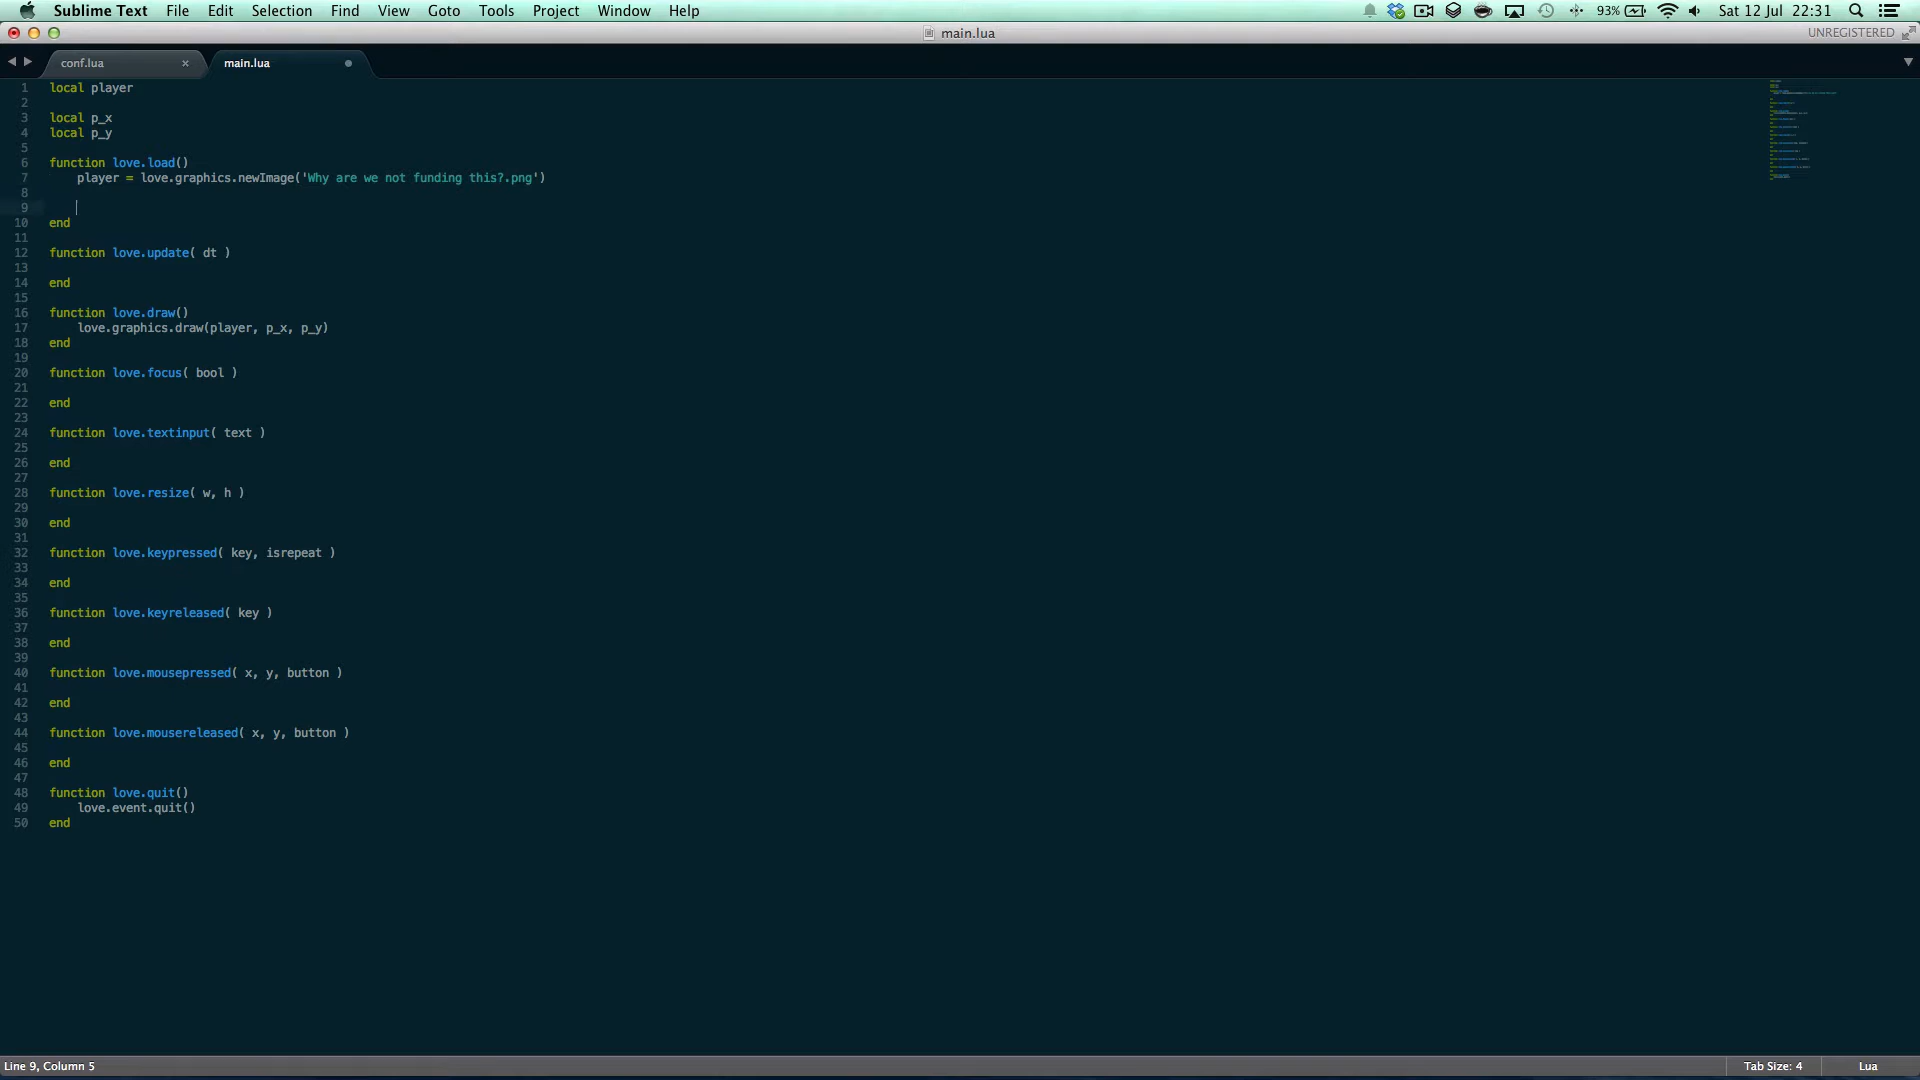 Sublime Text File Edit Selection Find View Goto Tools Project Window Help 93% Sat 12 Jul 22:31
main.lua UNREGISTERED
conf.lua × main.lua
1 local player
2
3 local p_x
4 local p_y
5
6 function love.load()
7 player = love.graphics.newImage('Why are we not funding this?.png')
8
9
10 end
11
12 function love.update( dt )
13
14 end
15
16 function love.draw()
17 love.graphics.draw(player, p_x, p_y)
18 end
19
20 function love.focus( bool )
21
22 end
23
24 function love.textinput( text )
25
26 end
27
28 function love.resize( w, h )
29
30 end
31
32 function love.keypressed( key, isrepeat )
33
34 end
35
36 function love.keyreleased( key )
37
38 end
39
40 function love.mousepressed( x, y, button )
41
42 end
43
44 function love.mousereleased( x, y, button )
45
46 end
47
48 function love.quit()
49 love.event.quit()
50 end
Line 9, Column 5 Tab Size: 4 Lua